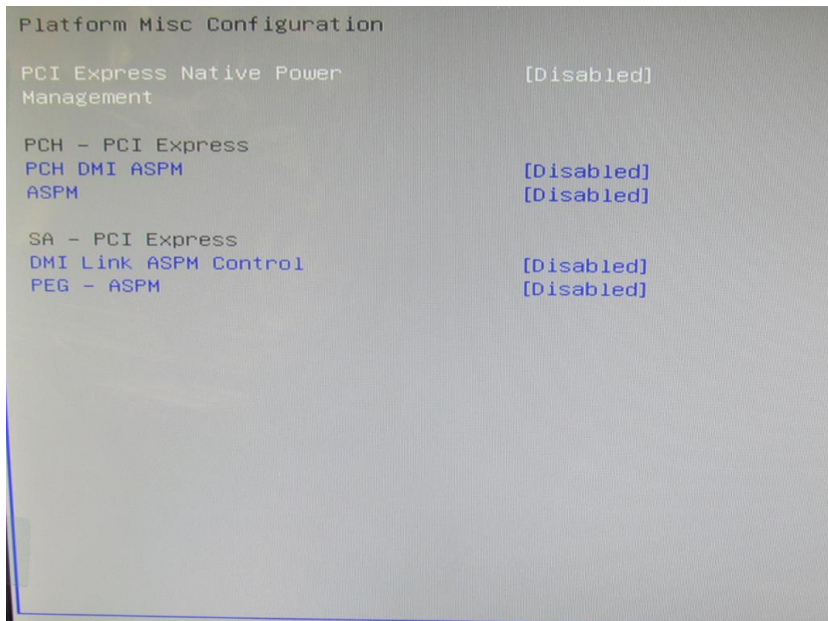 Platform Misc Configuration
PCI Express Native Power [Disabled]
Management
PCH - PCI Express
PCH DMI ASPM [Disabled]
ASPM [Disabled]
SA - PCI Express
DMI Link ASPM Control [Disabled]
PEG - ASPM [Disabled]